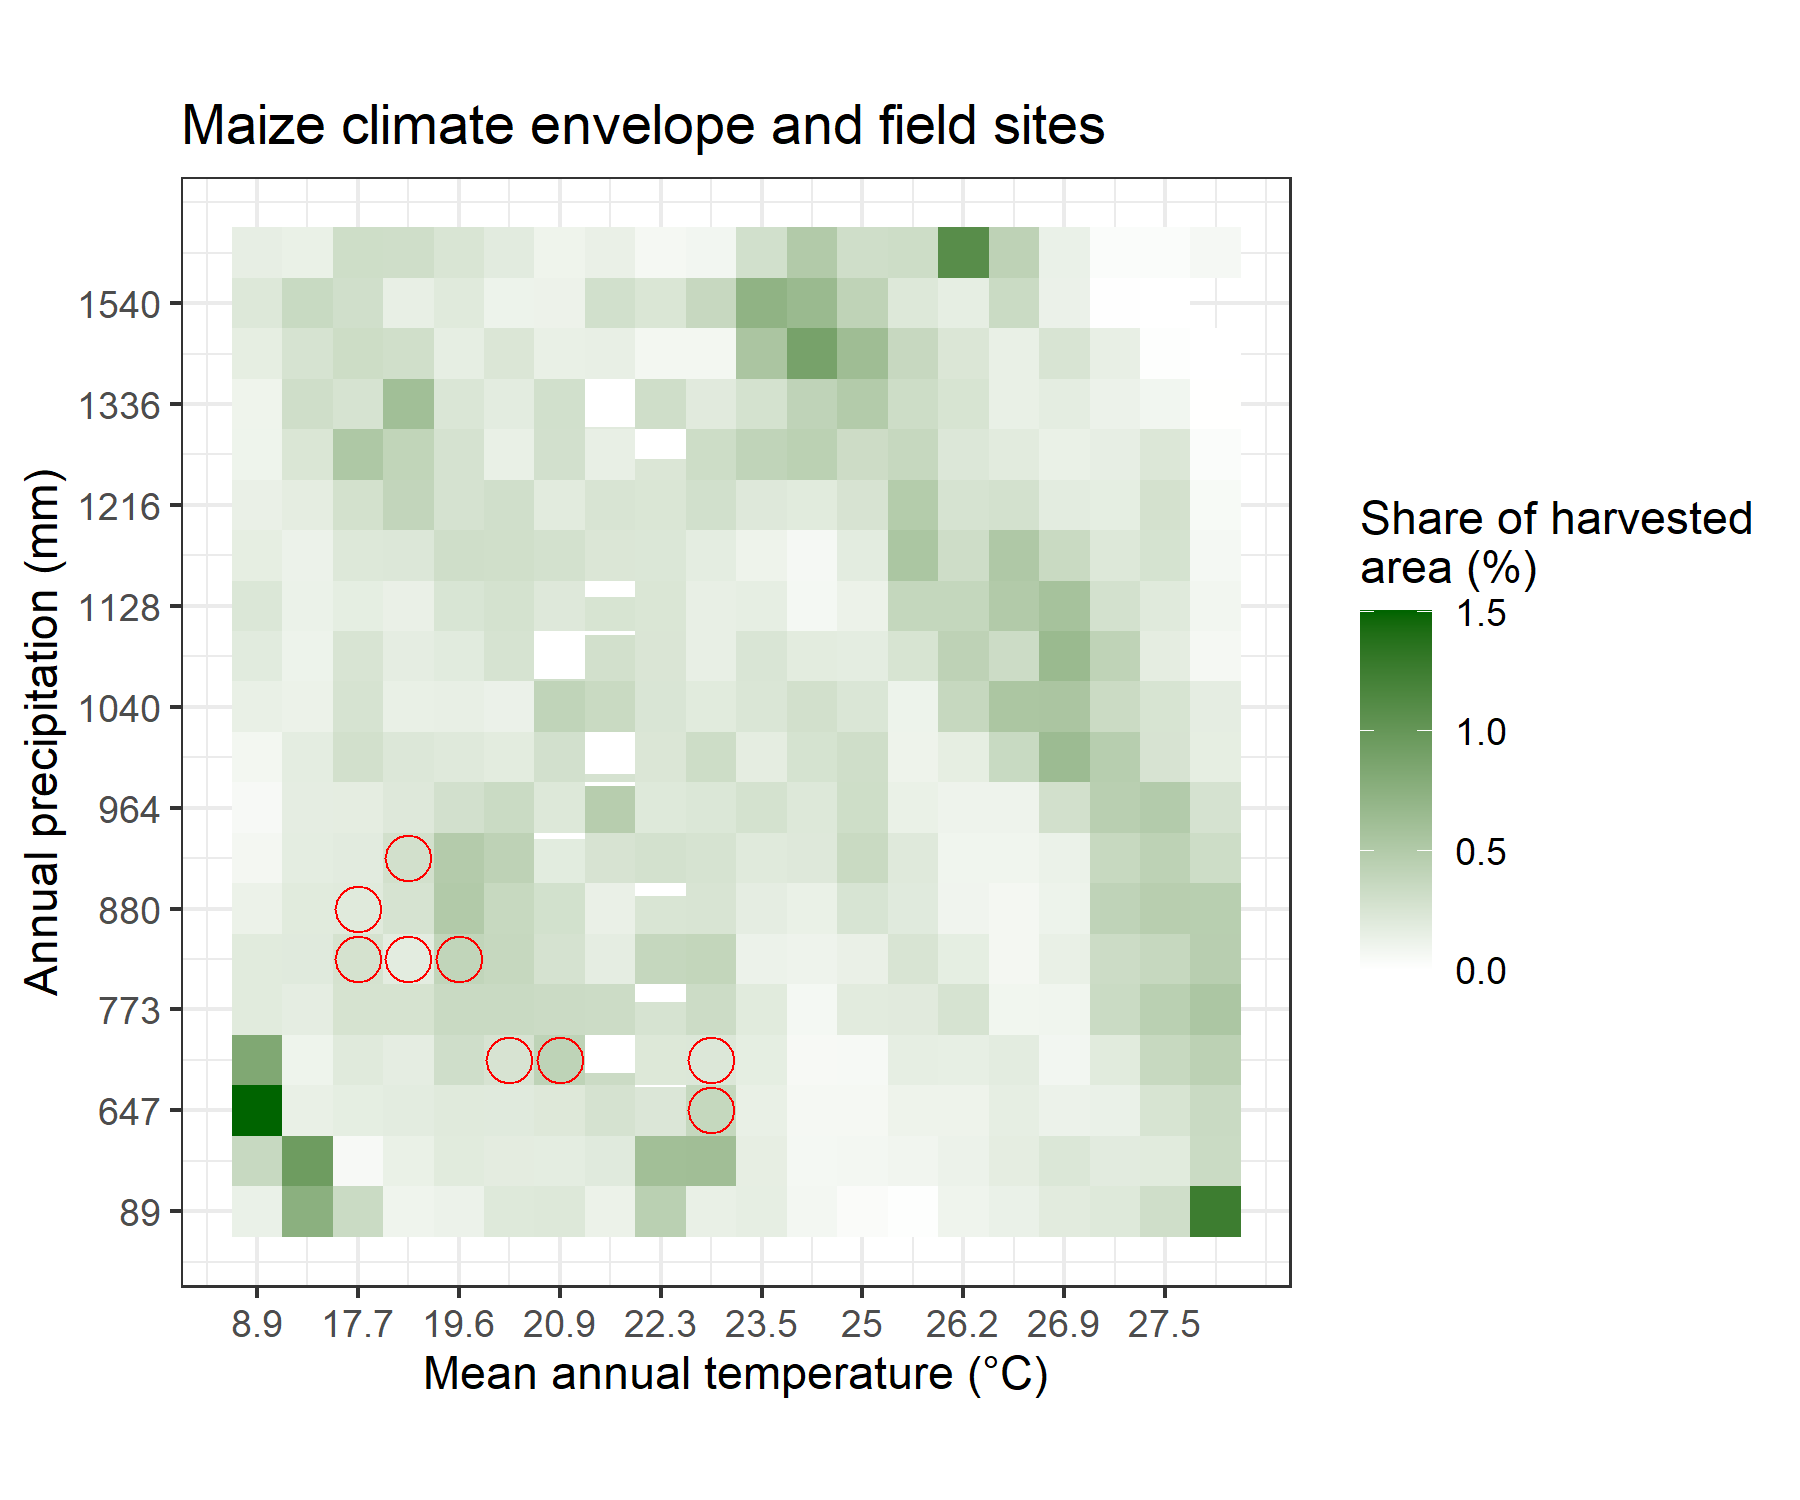 Maize climate envelope and field sites
Annual precipitation (mm)
1540
1336
1216
1128
1040
964
880
773
647
89
8.9 17.7 19.6 20.9 22.3 23.5 25 26.2 26.9 27.5
Mean annual temperature (°C)
Share of harvested
area (%)
1.5
1.0
0.5
0.0